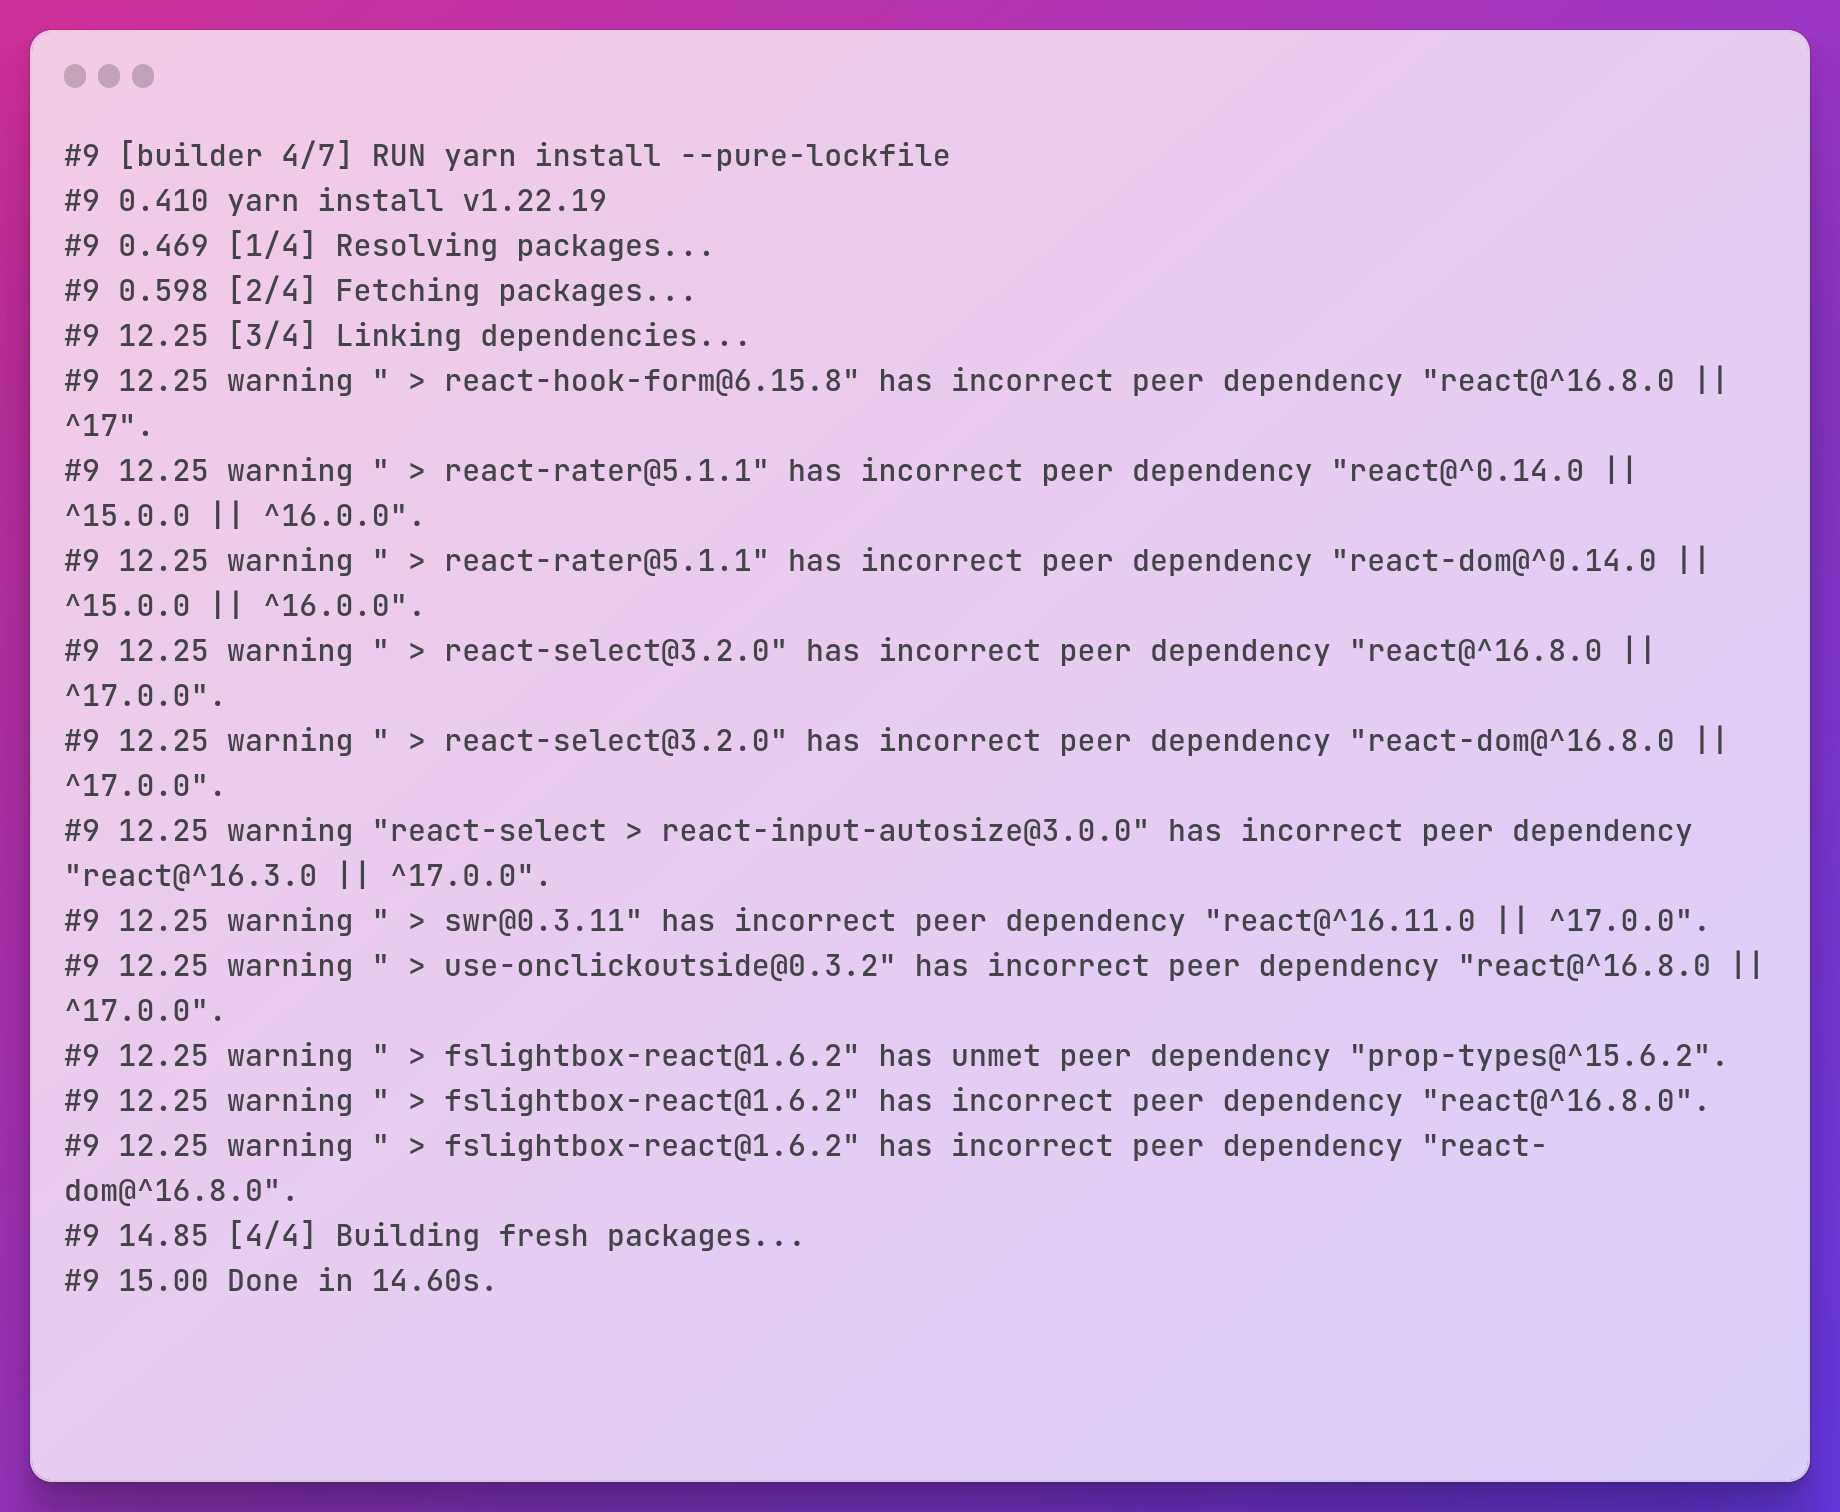 #9 [builder 4/7] RUN yarn install --pure-lockfile
#9 0.410 yarn install v1.22.19
#9 0.469 [1/4] Resolving packages...
#9 0.598 [2/4] Fetching packages...
#9 12.25 [3/4] Linking dependencies...
#9 12.25 warning " > react-hook-form@6.15.8" has incorrect peer dependency "react@^16.8.0 ||
^17".
#9 12.25 warning " > react-rater@5.1.1" has incorrect peer dependency "react@^0.14.0 ||
^15.0.0 || ^16.0.0".
#9 12.25 warning " > react-rater@5.1.1" has incorrect peer dependency "react-dom@^0.14.0 ||
^15.0.0 || ^16.0.0".
#9 12.25 warning " > react-select@3.2.0" has incorrect peer dependency "react@^16.8.0 ||
^17.0.0".
#9 12.25 warning " > react-select@3.2.0" has incorrect peer dependency "react-dom@^16.8.0 ||
^17.0.0".
#9 12.25 warning "react-select > react-input-autosize@3.0.0" has incorrect peer dependency
"react@^16.3.0 || ^17.0.0".
#9 12.25 warning " > swr@0.3.11" has incorrect peer dependency "react@^16.11.0 || ^17.0.0".
#9 12.25 warning " > use-onclickoutside@0.3.2" has incorrect peer dependency "react@^16.8.0 ||
^17.0.0".
#9 12.25 warning " > fslightbox-react@1.6.2" has unmet peer dependency "prop-types@^15.6.2".
#9 12.25 warning " > fslightbox-react@1.6.2" has incorrect peer dependency "react@^16.8.0".
#9 12.25 warning " > fslightbox-react@1.6.2" has incorrect peer dependency "react-
dom@^16.8.0".
#9 14.85 [4/4] Building fresh packages...
#9 15.00 Done in 14.60s.